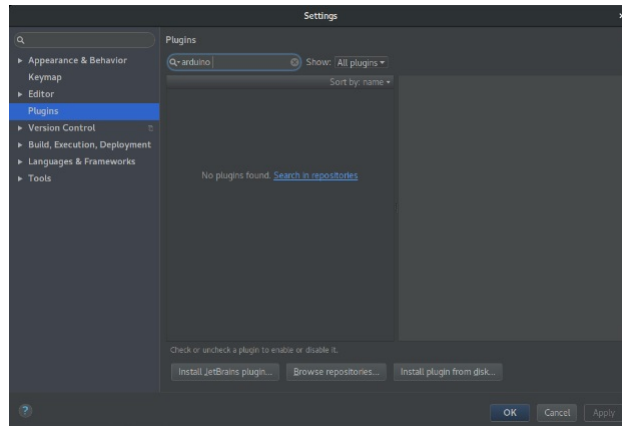 Settings
Plugins
arduino
Show: All plugins
Appearance & Behavior
Keymap
Editor
Plugins
Version Control
Build, Execution, Deployment
Languages & Frameworks
Tools
Sort by: name
No plugins found. Search in repositories
Check or uncheck a plugin to enable or disable it.
Install JetBrains plugin...
Browse repositories...
Install plugin from disk...
?
OK
Cancel
Apply